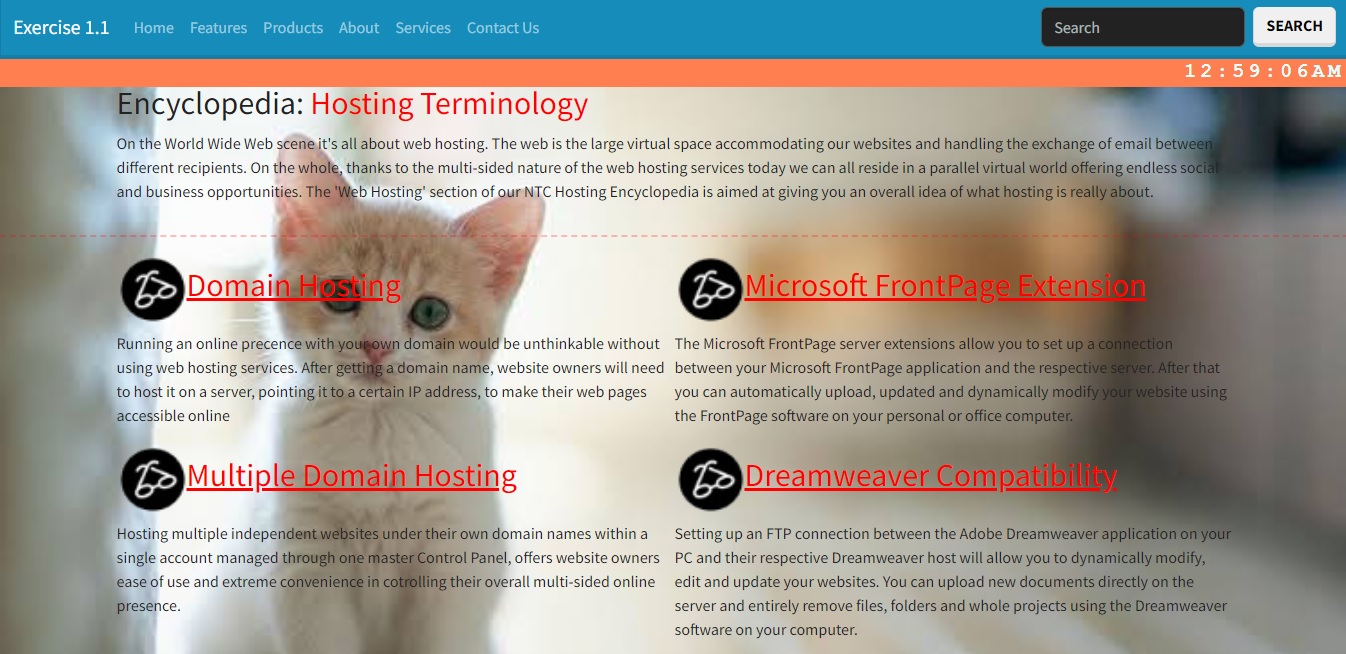 Exercise 1.1 Home Features Products About Services Contact Us Search SEARCH
12:59:06AM
Encyclopedia: Hosting Terminology
On the World Wide Web scene it's all about web hosting. The web is the large virtual space accommodating our websites and handling the exchange of email between
different recipients. On the whole, thanks to the multi-sided nature of the web hosting services today we can all reside in a parallel virtual world offering endless social
and business opportunities. The 'Web Hosting' section of our NTC Hosting Encyclopedia is aimed at giving you an overall idea of what hosting is really about.
Domain Hosting
Running an online precence with your own domain would be unthinkable without
using web hosting services. After getting a domain name, website owners will need
to host it on a server, pointing it to a certain IP address, to make their web pages
accessible online
Microsoft FrontPage Extension
The Microsoft FrontPage server extensions allow you to set up a connection
between your Microsoft FrontPage application and the respective server. After that
you can automatically upload, updated and dynamically modify your website using
the FrontPage software on your personal or office computer.
Multiple Domain Hosting
Hosting multiple independent websites under their own domain names within a
single account managed through one master Control Panel, offers website owners
ease of use and extreme convenience in cotrolling their overall multi-sided online
presence.
Dreamweaver Compatibility
Setting up an FTP connection between the Adobe Dreamweaver application on your
PC and their respective Dreamweaver host will allow you to dynamically modify,
edit and update your websites. You can upload new documents directly on the
server and entirely remove files, folders and whole projects using the Dreamweaver
software on your computer.